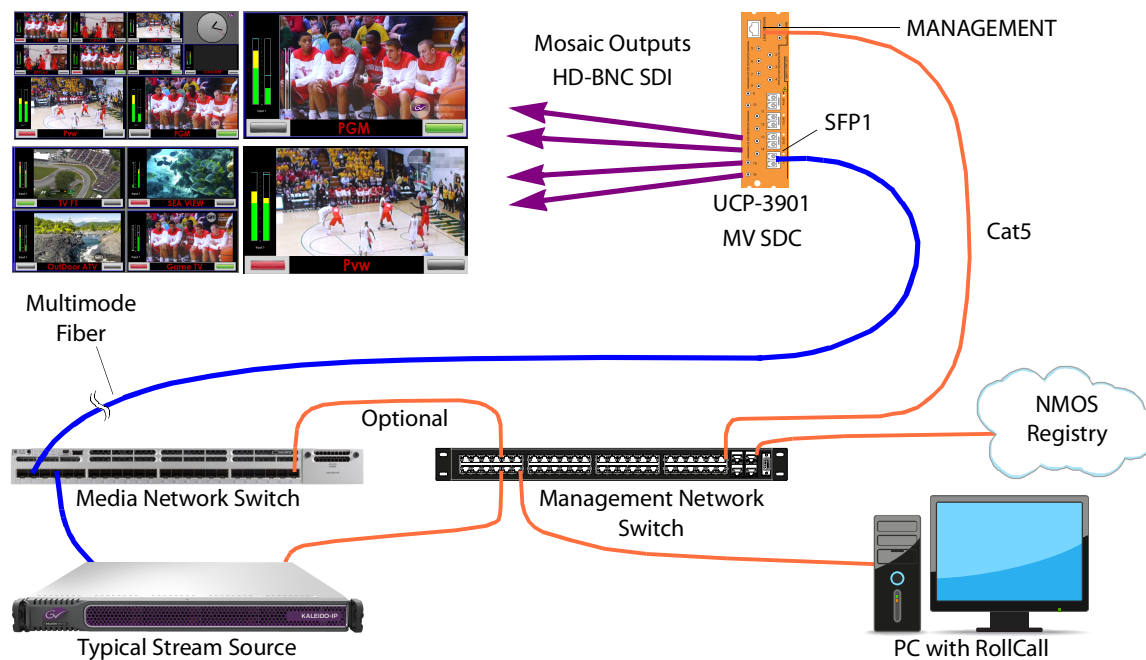 Mosaic Outputs
HD-BNC SDI
MANAGEMENT
SFP1
UCP-3901
MV SDC
Cat5
Pvw
PGM
PGM
TV F1
SEA VIEW
OutDoor ATV
Game TV
Input 1
Pvw
Multimode
Fiber
Optional
NMOS
Registry
Media Network Switch
Management Network
Switch
KALEIDO-IP
Typical Stream Source
PC with RollCall